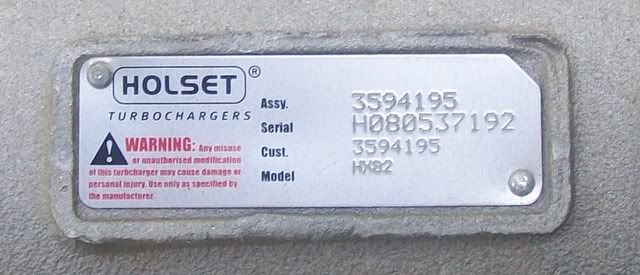 HOLSET®
TURBOCHARGERS
WARNING: Any misuse
or unauthorised modification
of this turbcharger may cause damage or
personal injury. Use only as specified by
the manufacturer.
Assy. 3594195
Serial H080537192
Cust. 3594195
Model HX82